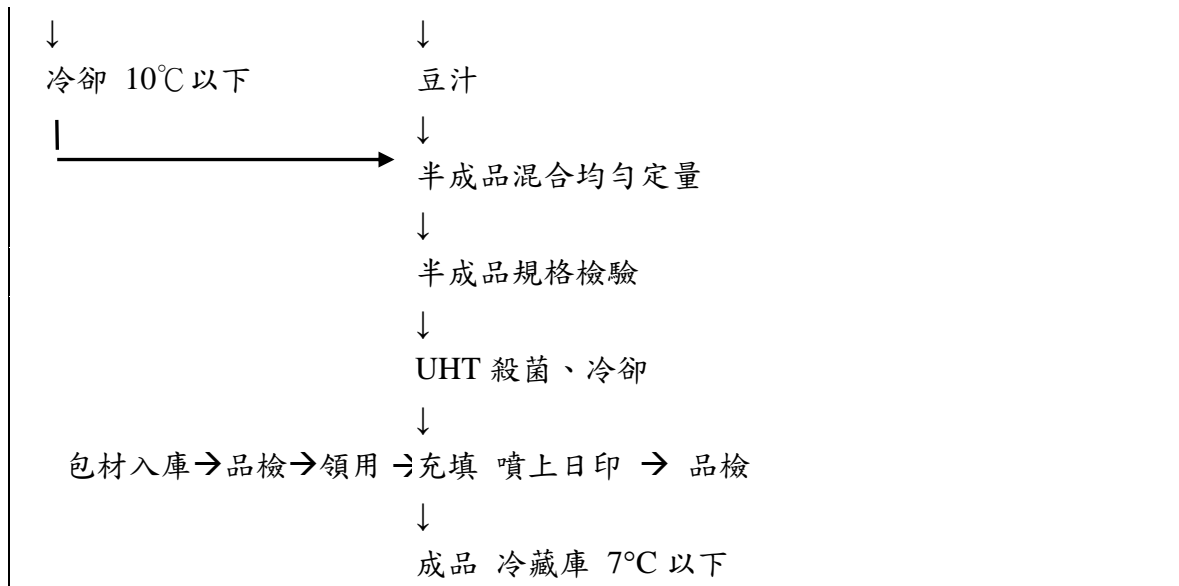 ↓ ↓
冷卻 10℃以下 豆汁
↓
半成品混合均勻定量
↓
半成品規格檢驗
↓
UHT 殺菌、冷卻
↓
包材入庫→品檢→領用 →充填 噴上日印 → 品檢
↓
成品 冷藏庫 7°C 以下